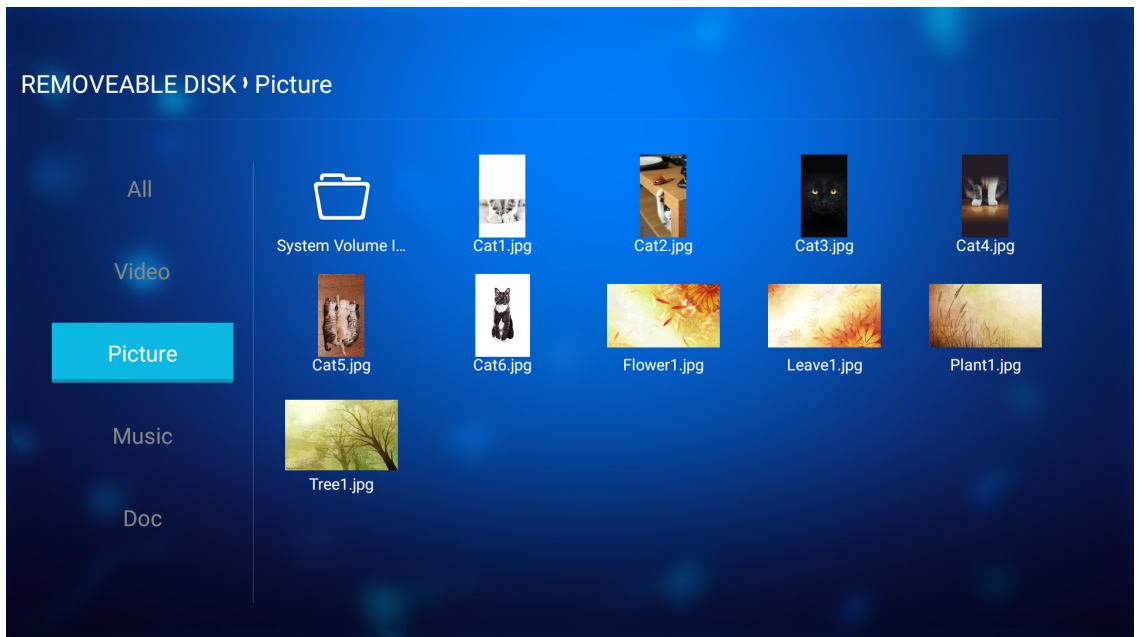 REMOVEABLE DISK › Picture
All
Video
Picture
Music
Doc
System Volume I...
Cat1.jpg
Cat2.jpg
Cat3.jpg
Cat4.jpg
Cat5.jpg
Cat6.jpg
Flower1.jpg
Leave1.jpg
Plant1.jpg
Tree1.jpg